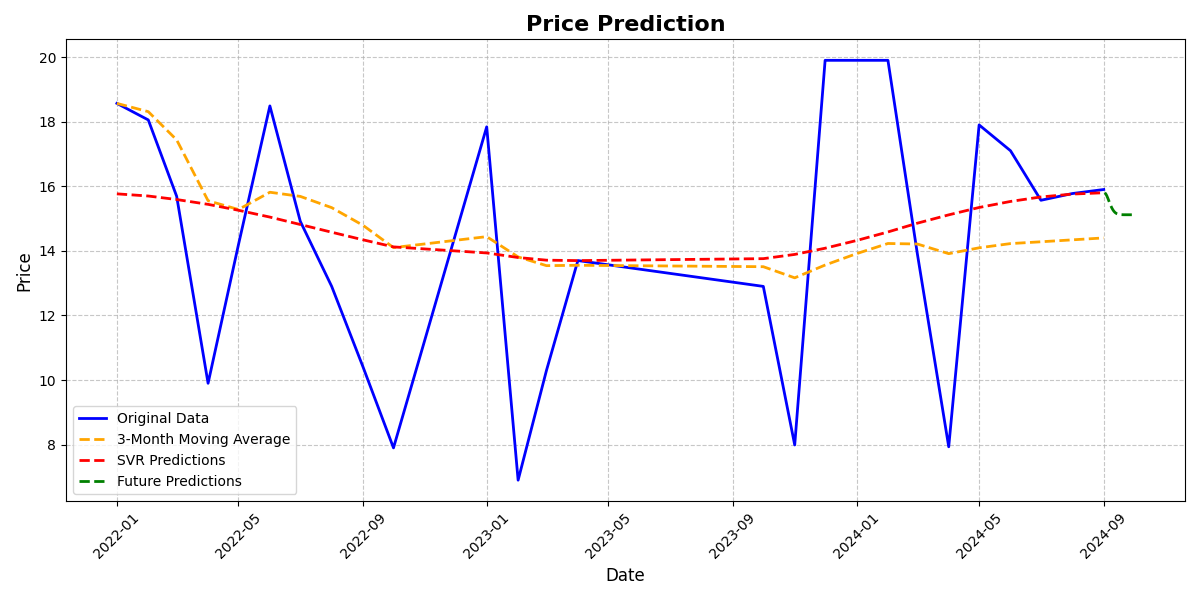 Price Prediction
Price
20
18
16
14
12
10
8
Original Data
3-Month Moving Average
SVR Predictions
Future Predictions
2022-01
2022-05
2022-09
2023-01
2023-05
2023-09
2024-01
2024-05
2024-09
Date